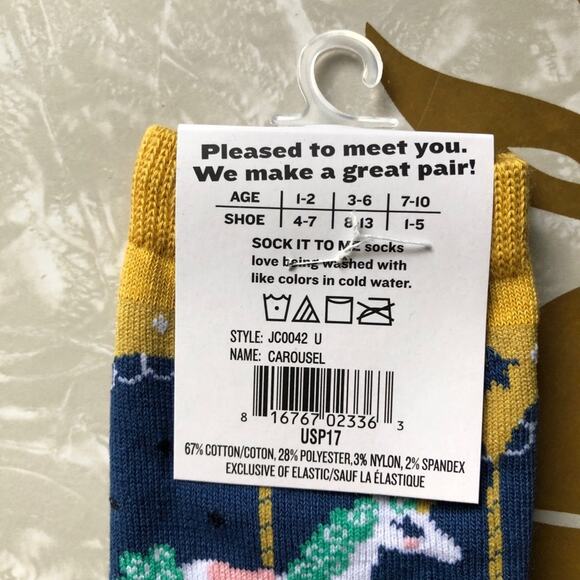 Pleased to meet you.
We make a great pair!
AGE 1-2 3-6 7-10
SHOE 4-7 8-13 1-5
SOCK IT TO ME socks
love being washed with
like colors in cold water.
STYLE: JC0042 U
NAME: CAROUSEL
8 16767 02336 3
USP17
67% COTTON/COTON, 28% POLYESTER, 3% NYLON, 2% SPANDEX
EXCLUSIVE OF ELASTIC/SAUF LA ÉLASTIQUE